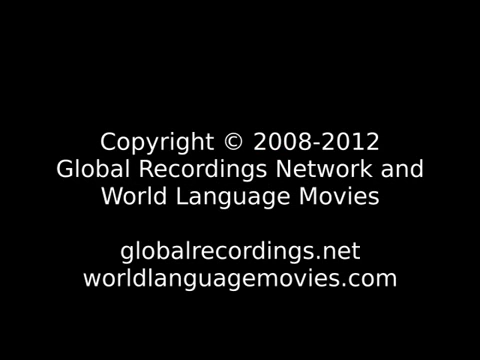 Copyright © 2008-2012
Global Recordings Network and
World Language Movies
globalrecordings.net
worldlanguagemovies.com